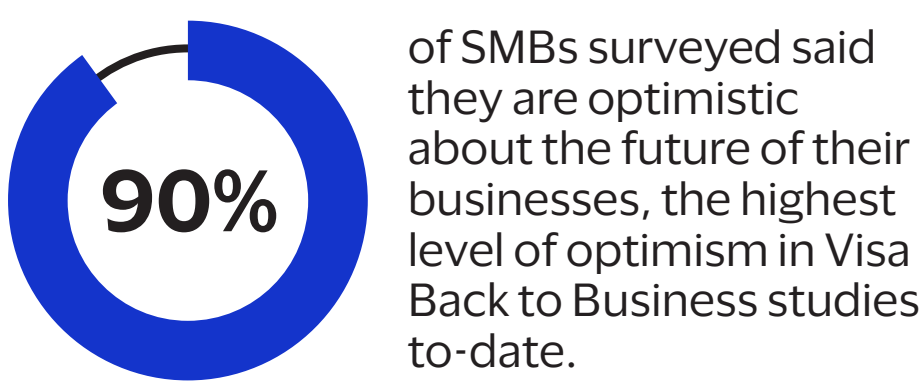 90%
of SMBs surveyed said
they are optimistic
about the future of their
businesses, the highest
level of optimism in Visa
Back to Business studies
to-date.